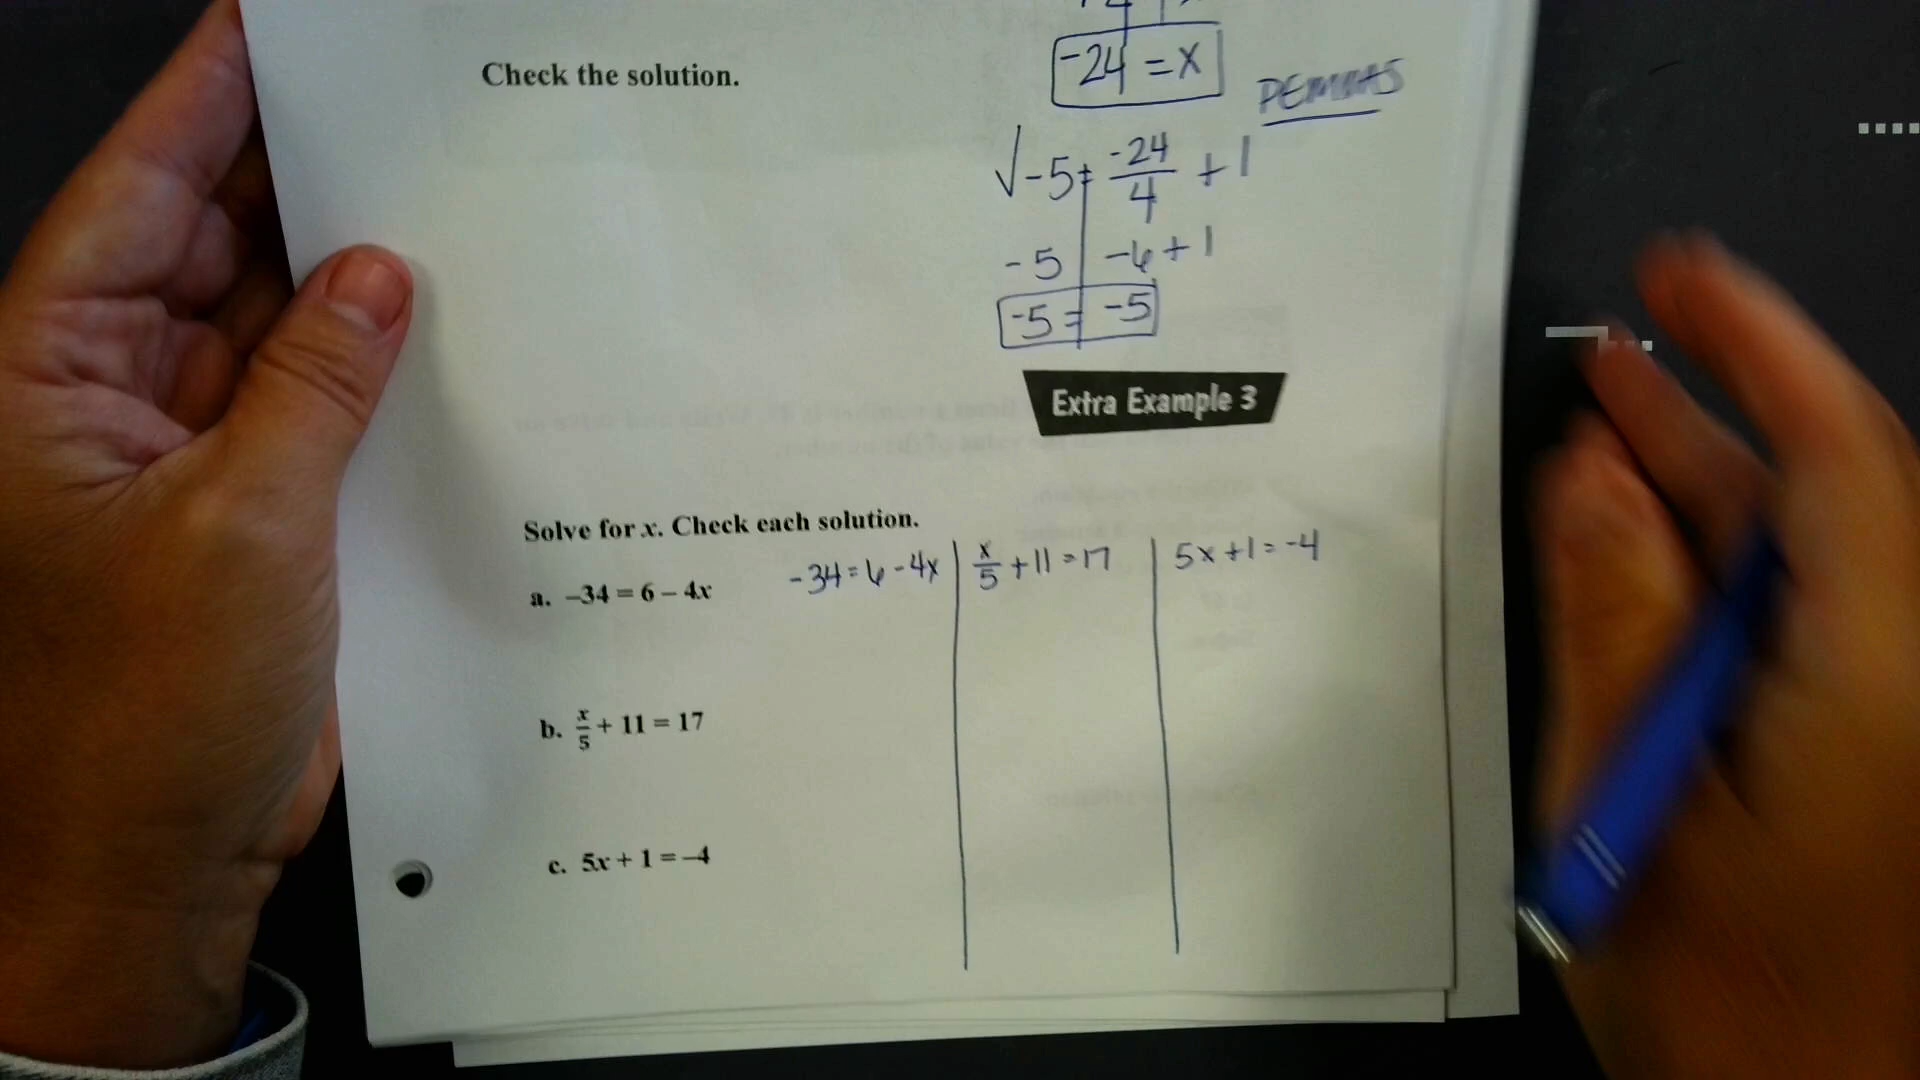 Check the solution.
-24 = x
PEMDAS
√ -5 = -24/4 + 1
-5 | -6 + 1
-5 = -5
Extra Example 3
Solve for x. Check each solution.
a. –34 = 6 – 4x
-34 = 6 - 4x | x/5 + 11 = 17 | 5x + 1 = -4
b. x/5 + 11 = 17
c. 5x + 1 = –4